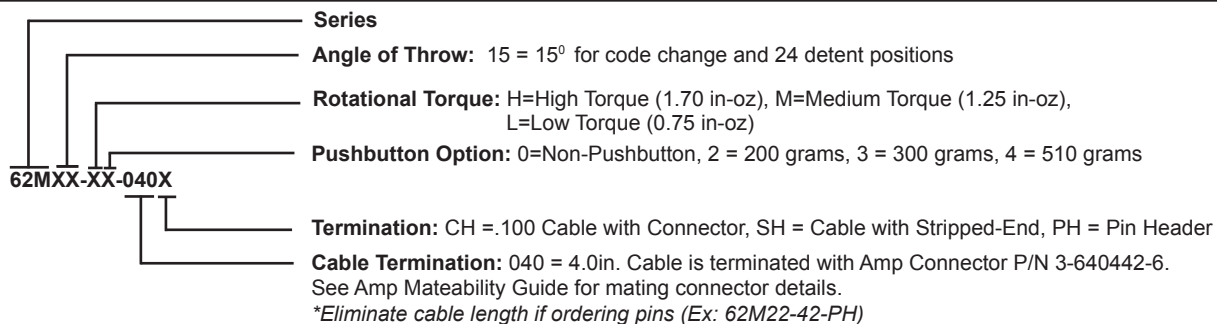 Series
Angle of Throw: 15 = 15⁰ for code change and 24 detent positions
Rotational Torque: H=High Torque (1.70 in-oz), M=Medium Torque (1.25 in-oz),
L=Low Torque (0.75 in-oz)
Pushbutton Option: 0=Non-Pushbutton, 2 = 200 grams, 3 = 300 grams, 4 = 510 grams
62MXX-XX-040X
Termination: CH =.100 Cable with Connector, SH = Cable with Stripped-End, PH = Pin Header
Cable Termination: 040 = 4.0in. Cable is terminated with Amp Connector P/N 3-640442-6.
See Amp Mateability Guide for mating connector details.
*Eliminate cable length if ordering pins (Ex: 62M22-42-PH)